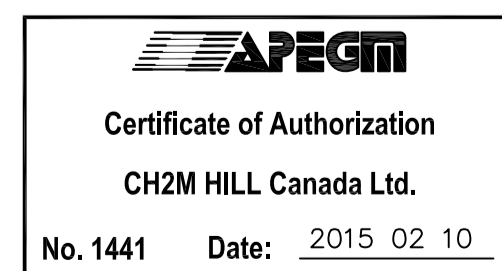 APEGM
Certificate of Authorization
CH2M HILL Canada Ltd.
No. 1441 Date: 2015 02 10